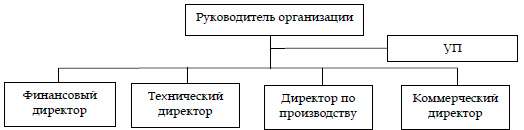 Руководитель организации
УП
Финансовый
директор
Технический
директор
Директор по
производству
Коммерческий
директор